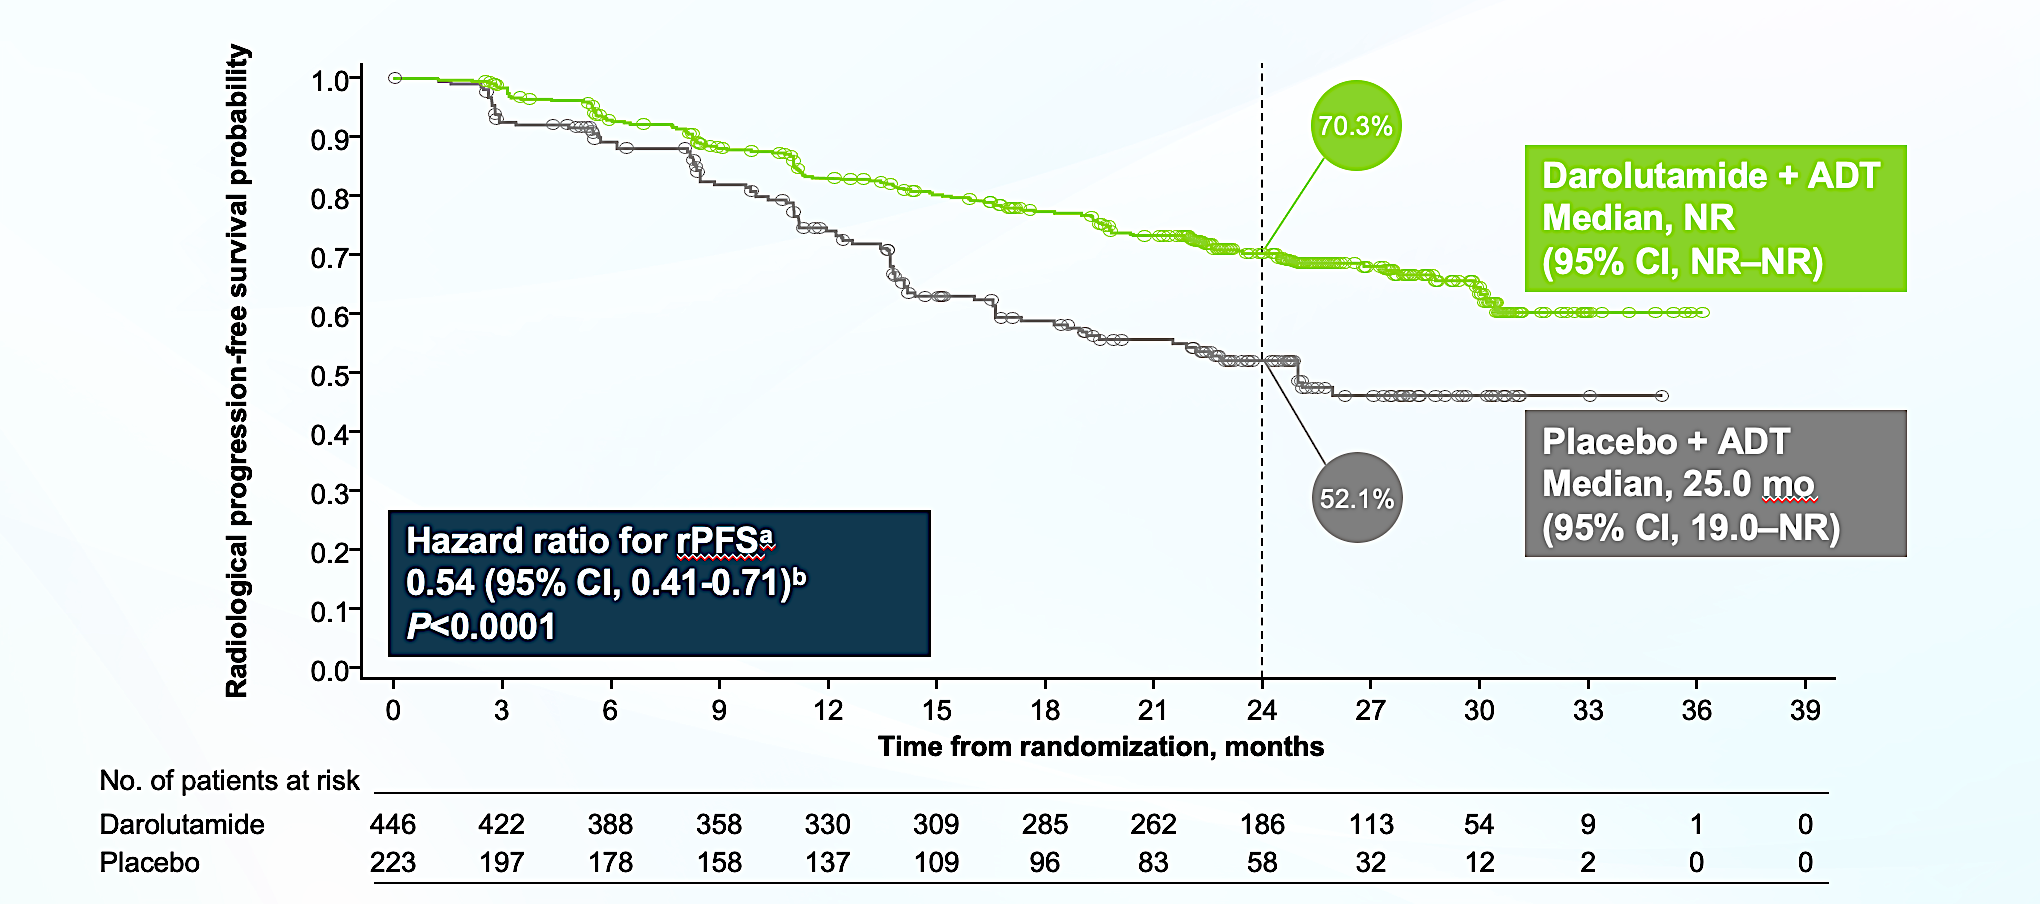 Radiological progression-free survival probability
1.0
0.9
0.8
0.7
0.6
0.5
0.4
0.3
0.2
0.1
0.0
70.3%
Darolutamide + ADT
Median, NR
(95% CI, NR–NR)
52.1%
Placebo + ADT
Median, 25.0 mo
(95% CI, 19.0–NR)
Hazard ratio for rPFSᵃ
0.54 (95% CI, 0.41-0.71)ᵇ
P<0.0001
0 3 6 9 12 15 18 21 24 27 30 33 36 39
Time from randomization, months
No. of patients at risk
Darolutamide 446 422 388 358 330 309 285 262 186 113 54 9 1 0
Placebo 223 197 178 158 137 109 96 83 58 32 12 2 0 0